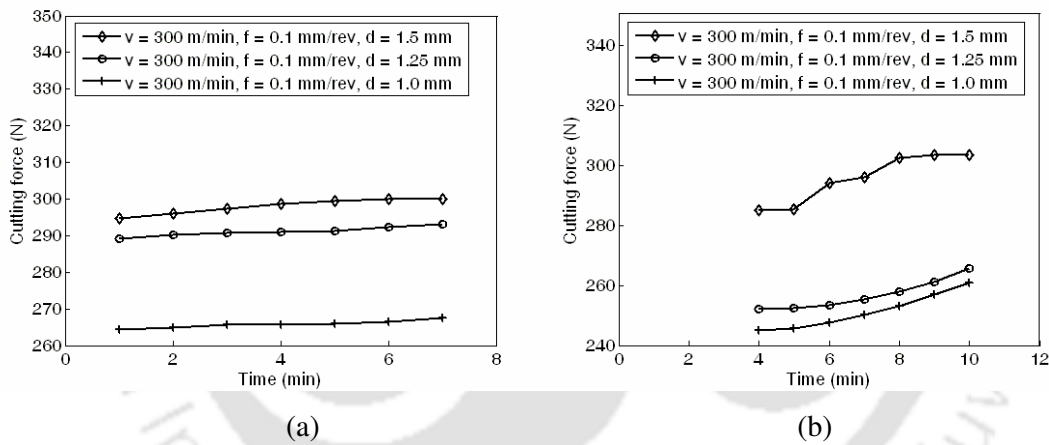 350
340
330
320
310
300
290
280
270
260
0
2
4
6
8
Cutting force (N)
Time (min)
v = 300 m/min, f = 0.1 mm/rev, d = 1.5 mm
v = 300 m/min, f = 0.1 mm/rev, d = 1.25 mm
v = 300 m/min, f = 0.1 mm/rev, d = 1.0 mm
(a)
340
320
300
280
260
240
0
2
4
6
8
10
12
Cutting force (N)
Time (min)
v = 300 m/min, f = 0.1 mm/rev, d = 1.5 mm
v = 300 m/min, f = 0.1 mm/rev, d = 1.25 mm
v = 300 m/min, f = 0.1 mm/rev, d = 1.0 mm
(b)